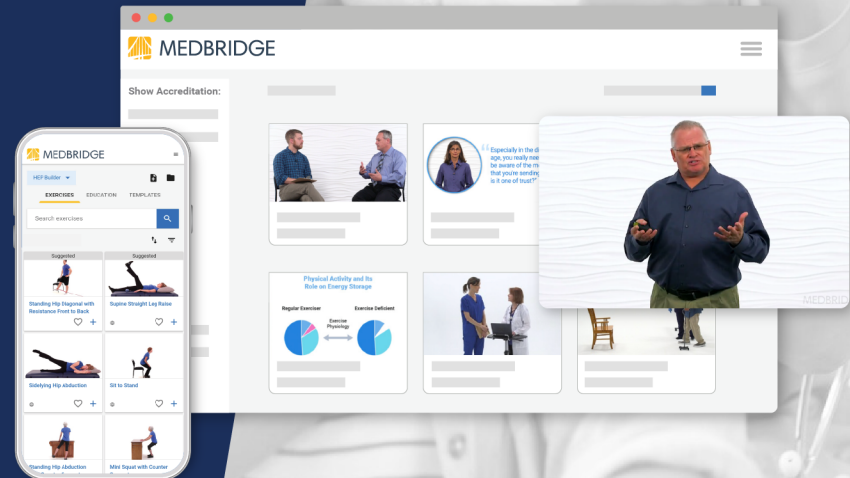 MEDBRIDGE
Show Accreditation:
Especially in the di
age, you really nee
be aware of the m
that you're sending
is it one of trust?"
MEDBRID
Physical Activity and Its
Role on Energy Storage
Regular Exerciser
Exercise Deficient
Exercise
Physiology
MEDBRIDGE
HEP Builder
EXERCISES EDUCATION TEMPLATES
Search exercises
Suggested Suggested
Standing Hip Diagonal with
Resistance Front to Back
Supine Straight Leg Raise
Sidelying Hip Abduction
Sit to Stand
Standing Hip Abduction
Mini Squat with Counter